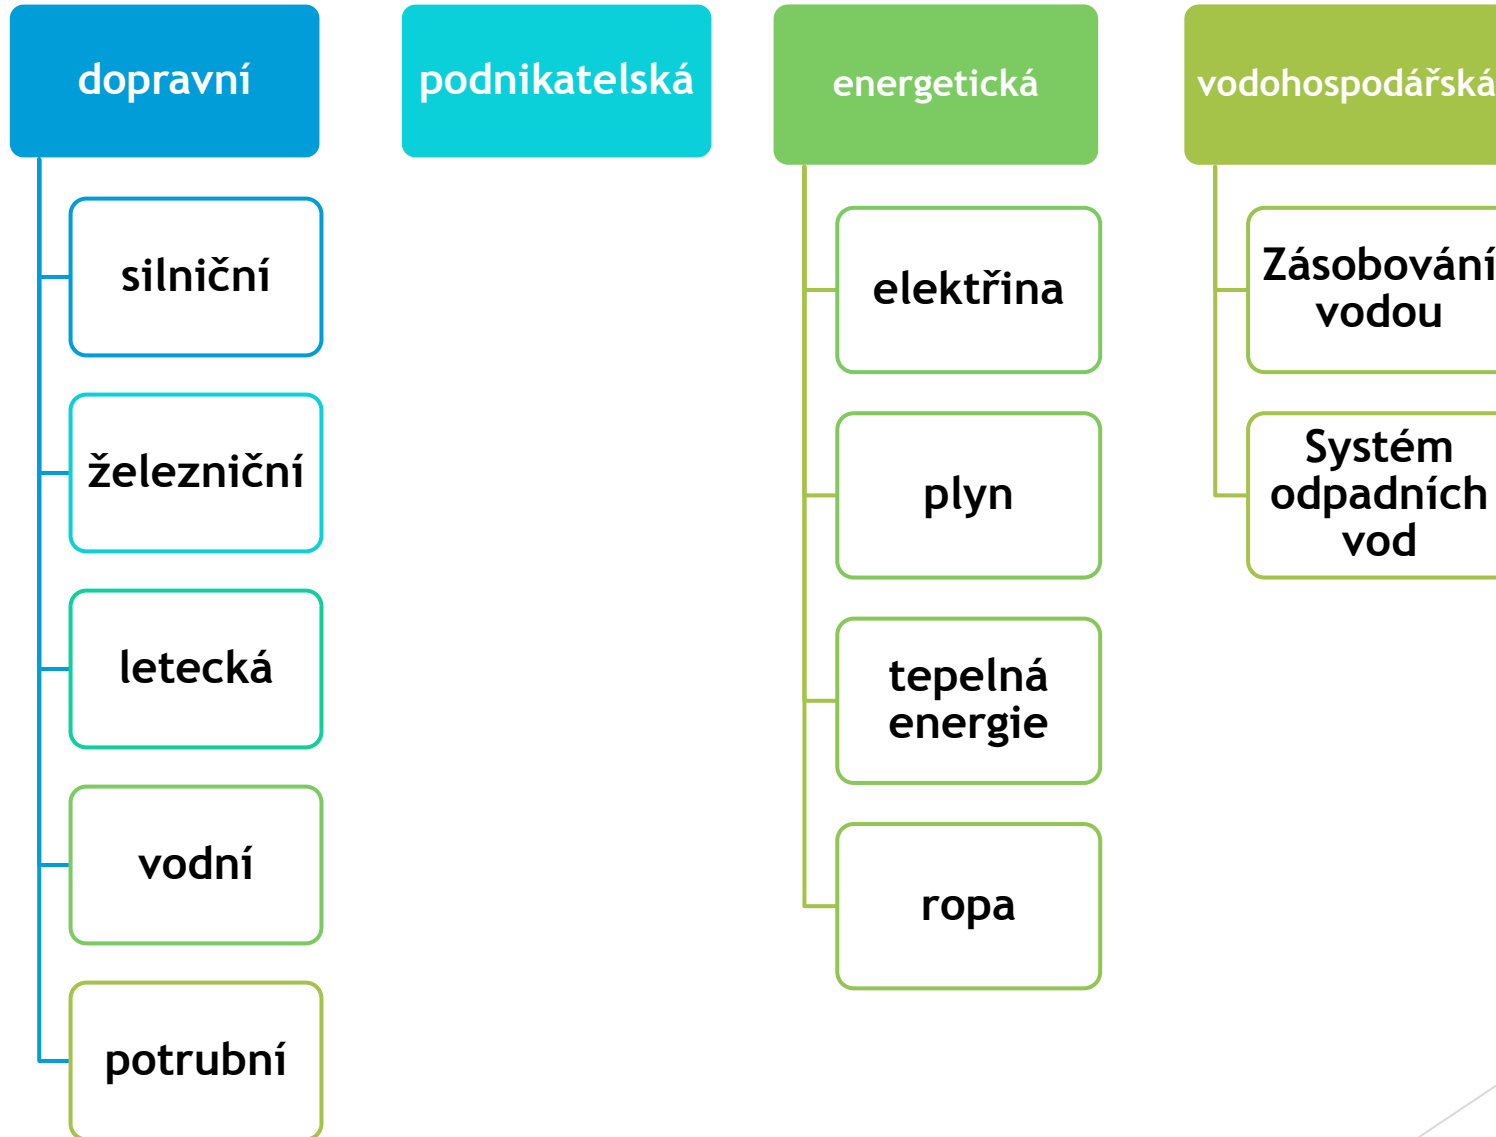 dopravní
silniční
železniční
letecká
vodní
potrubní
podnikatelská
energetická
elektřina
plyn
tepelná
energie
ropa
vodohospodářská
Zásobování
vodou
Systém
odpadních
vod